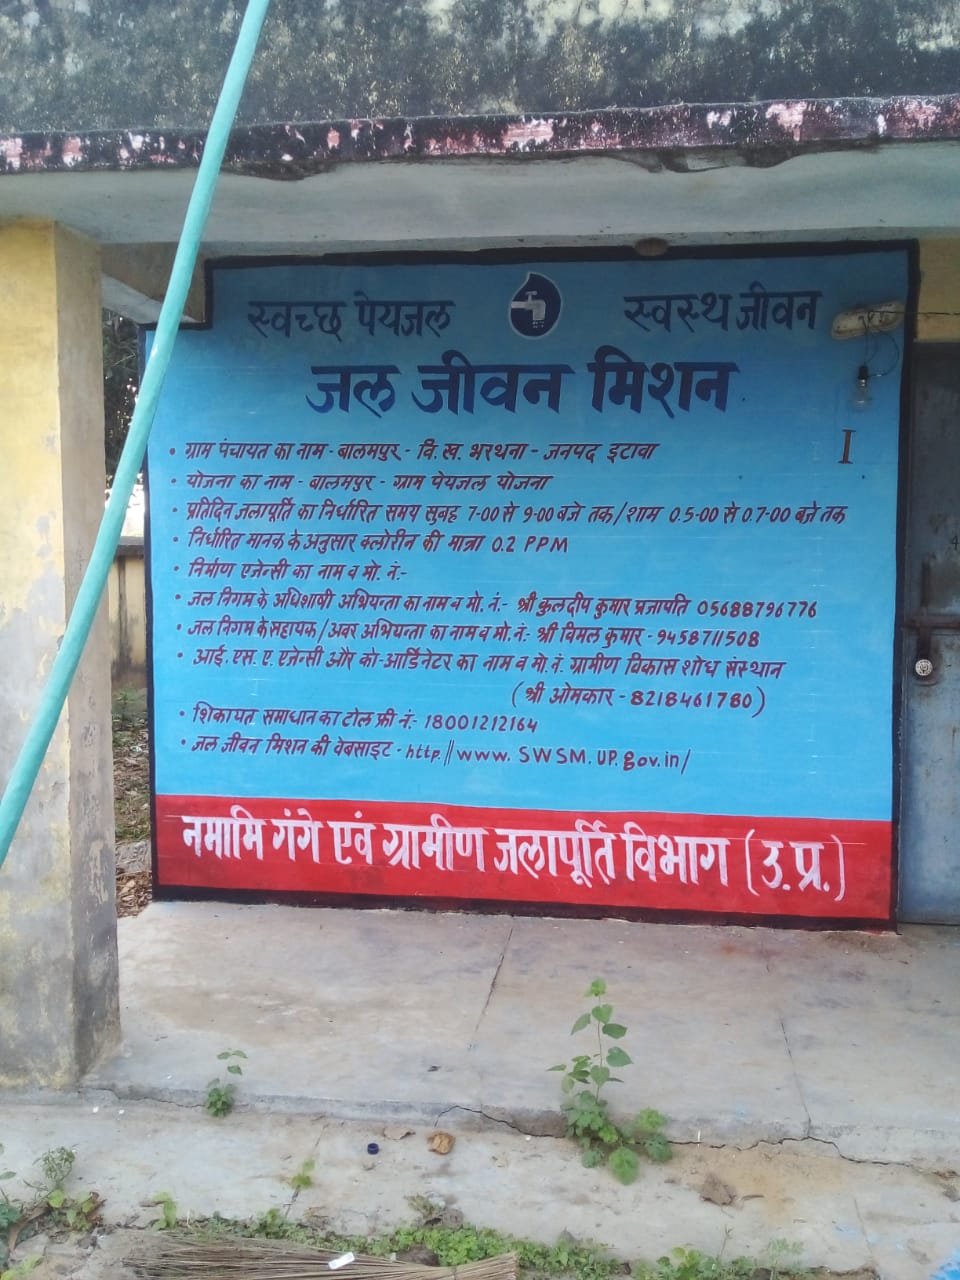 स्वच्छ पेयजल स्वस्थ जीवन
जल जीवन मिशन
I
• ग्राम पंचायत का नाम - बालमपुर - वि. ख. भरथना - जनपद इटावा
• योजना का नाम - बालमपुर - ग्राम पेयजल योजना
• प्रतिदिन जलापूर्ति का निर्धारित समय सुबह 7-00 से 9-00 बजे तक/शाम 0.5-00 से 0.7-00 बजे तक
• निर्धारित मानक के अनुसार क्लोरीन की मात्रा 0.2 PPM
• निर्माण एजेन्सी का नाम व मो. नं.-
• जल निगम के अधिशाषी अभियन्ता का नाम व मो. नं.- श्री कुलदीप कुमार प्रजापति 05688796776
• जल निगम के सहायक/अवर अभियन्ता का नाम व मो. नं.- श्री विमल कुमार - 9458711508
• आई. एस. ए. एजेन्सी और को-आर्डिनेटर का नाम व मो. नं. ग्रामीण विकास शोध संस्थान
(श्री ओमकार - 8218461780)
• शिकायत समाधान का टोल फ्री नं.- 18001212164
• जल जीवन मिशन की वेबसाइट - http.//www. SWSM.UP.gov.in/
नमामि गंगे एवं ग्रामीण जलापूर्ति विभाग (उ.प्र.)